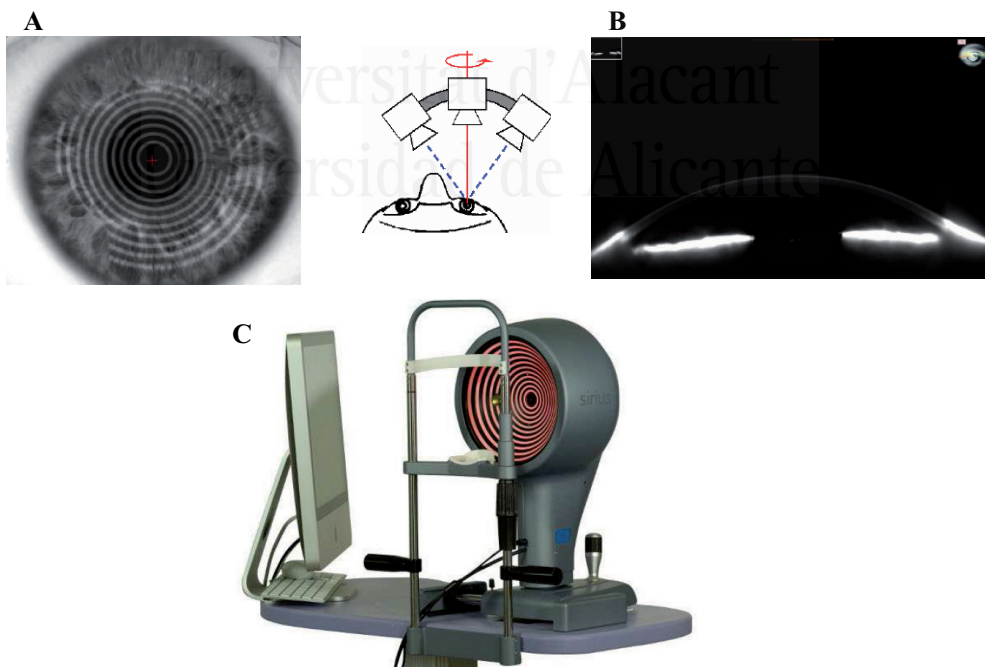 A
B
Universitat d'Alacant
Universidad de Alicante
C
sirius